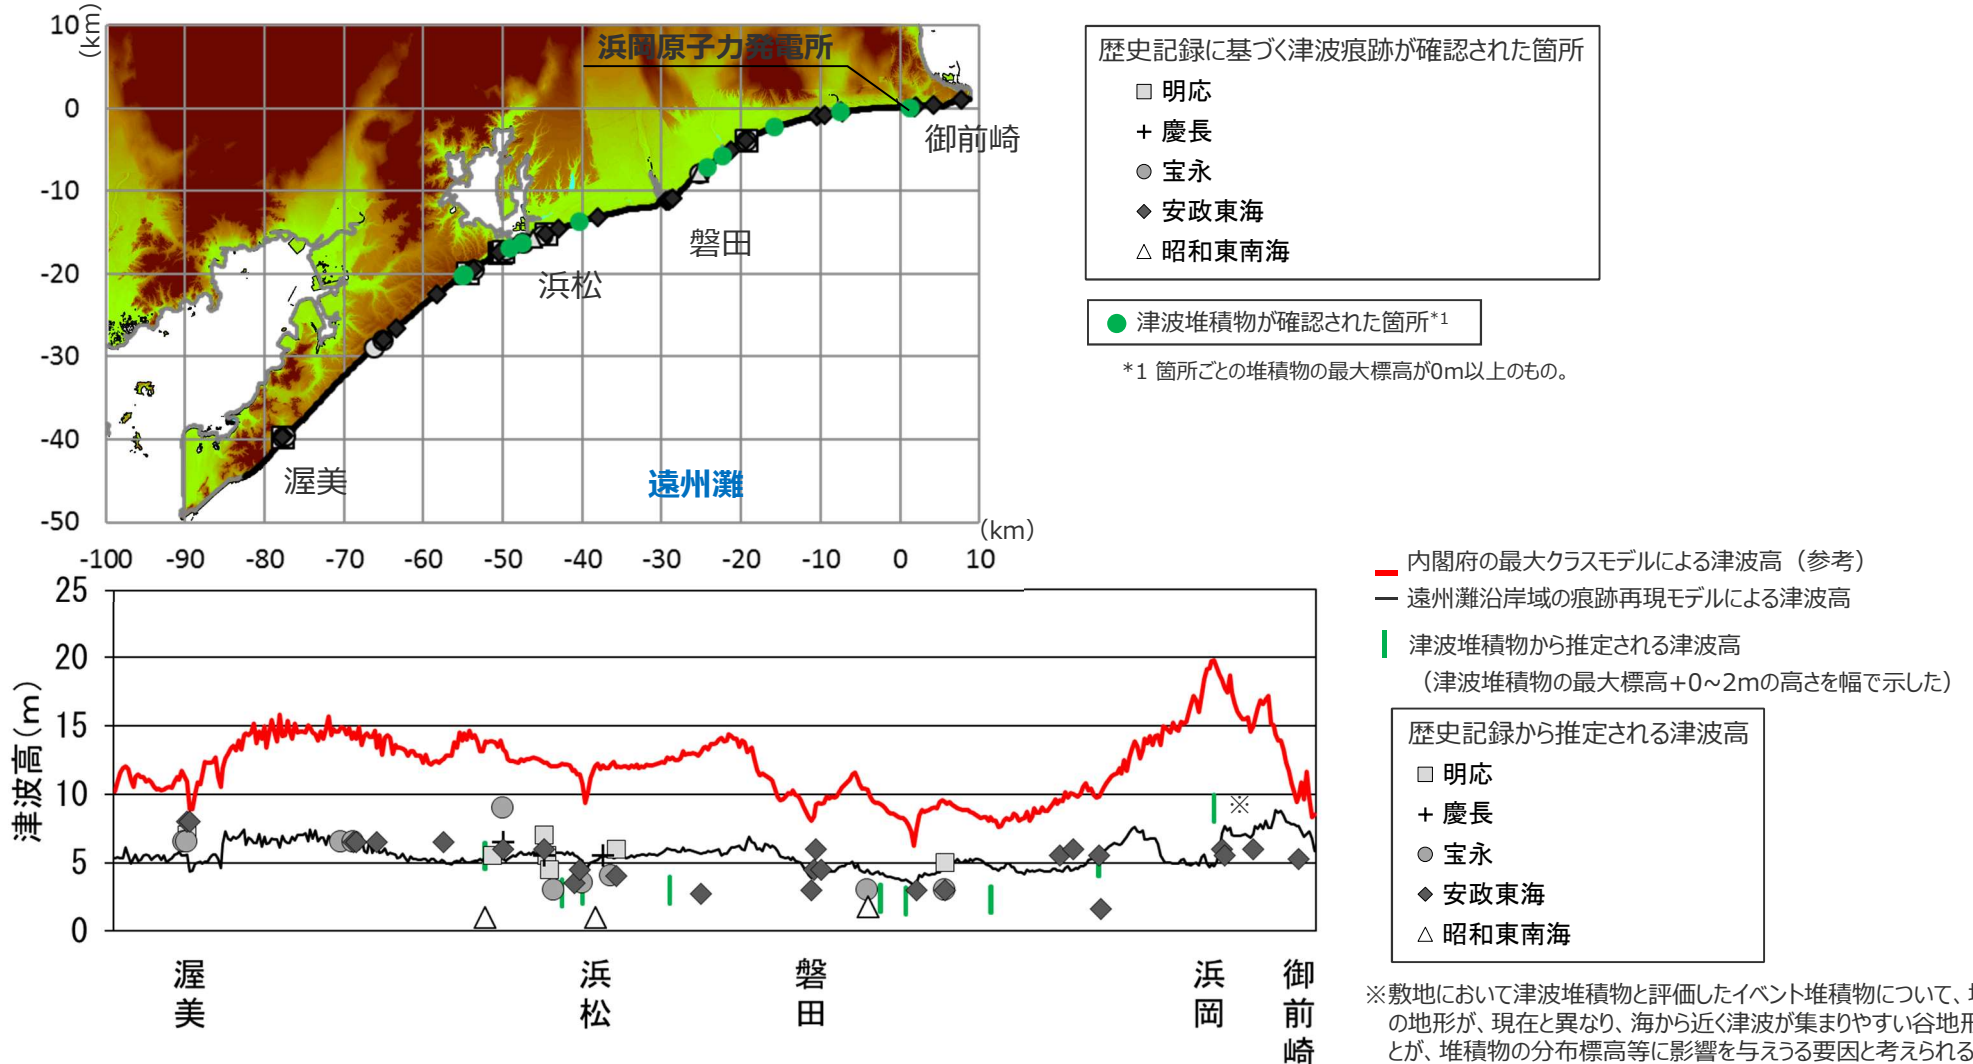 10
(km)
0
-10
-20
-30
-40
-50
-100 -90 -80 -70 -60 -50 -40 -30 -20 -10 0 10
(km)
浜岡原子力発電所
御前崎
磐田
浜松
渥美
遠州灘
歴史記録に基づく津波痕跡が確認された箇所
□ 明応
+ 慶長
● 宝永
◆ 安政東海
△ 昭和東南海
● 津波堆積物が確認された箇所*1
*1 箇所ごとの堆積物の最大標高が0m以上のもの。
津波高(m)
25
20
15
10
5
0
※
渥美
浜松
磐田
浜岡
御前崎
内閣府の最大クラスモデルによる津波高（参考）
遠州灘沿岸域の痕跡再現モデルによる津波高
津波堆積物から推定される津波高
（津波堆積物の最大標高+0~2mの高さを幅で示した）
歴史記録から推定される津波高
□ 明応
+ 慶長
● 宝永
◆ 安政東海
△ 昭和東南海
※敷地において津波堆積物と評価したイベント堆積物について、
の地形が、現在と異なり、海から近く津波が集まりやすい谷地形
とが、堆積物の分布標高等に影響を与えうる要因と考えられる